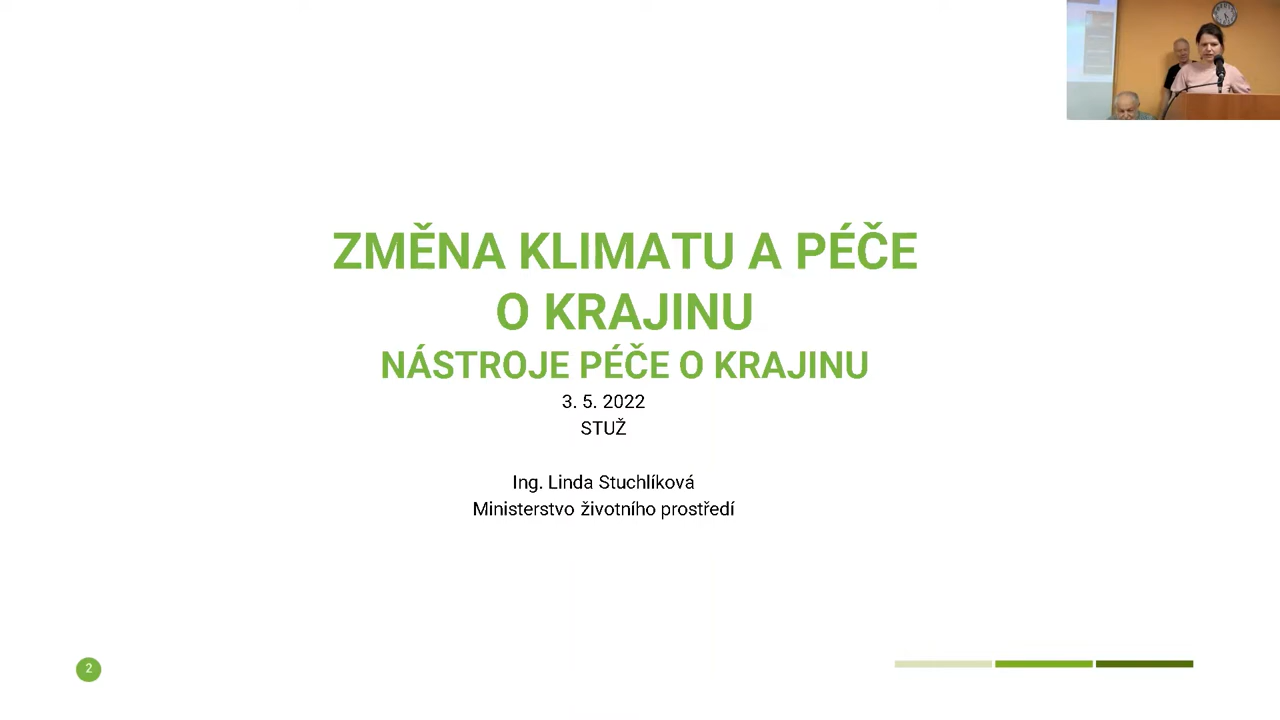 ZMĚNA KLIMATU A PÉČE
O KRAJINU
NÁSTROJE PÉČE O KRAJINU
3. 5. 2022
STUŽ
Ing. Linda Stuchlíková
Ministerstvo životního prostředí
2